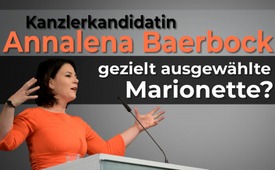 Kanzlerkandidatin
Annalena Baerbock
gezielt ausgewählte
Marionette?